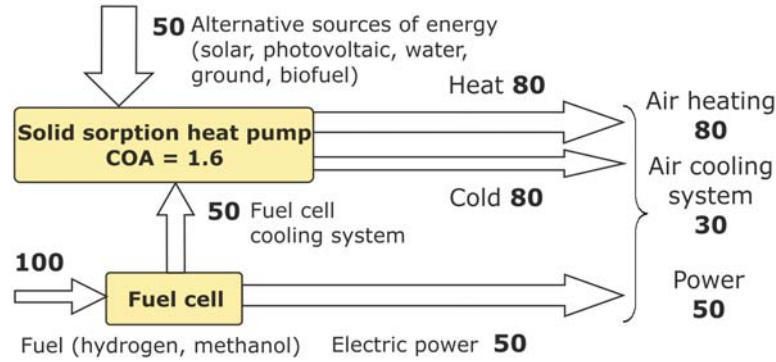 50 Alternative sources of energy
(solar, photovoltaic, water,
ground, biofuel)
Heat 80
Solid sorption heat pump
COA = 1.6
Cold 80
Air heating
80
Air cooling
system
30
50 Fuel cell
cooling system
100
Fuel cell
Power
50
Fuel (hydrogen, methanol)
Electric power 50